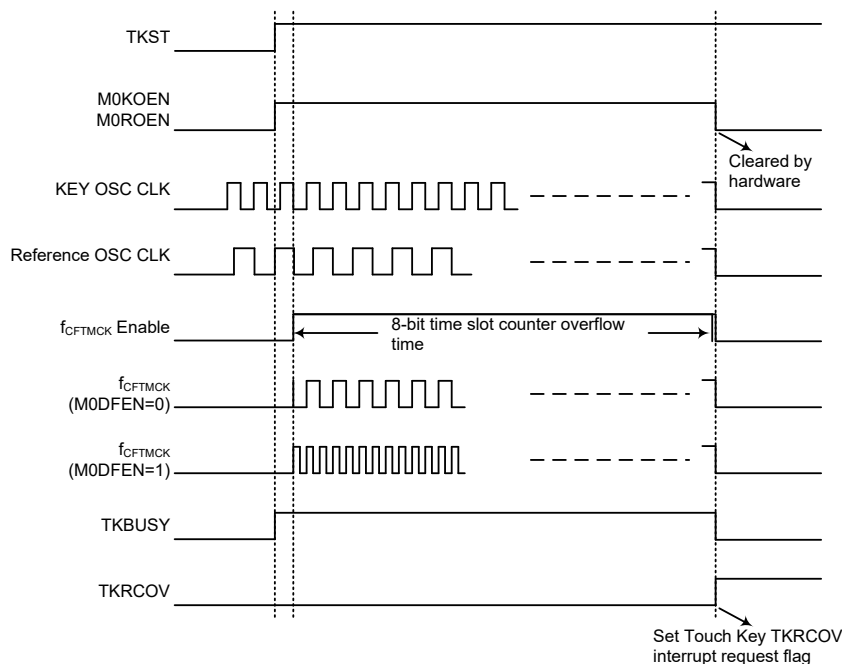 TKST
M0KOEN
M0ROEN
Cleared by
hardware
KEY OSC CLK
Reference OSC CLK
fCFTMCK Enable
8-bit time slot counter overflow
time
fCFTMCK
(M0DFEN=0)
fCFTMCK
(M0DFEN=1)
TKBUSY
TKRCOV
Set Touch Key TKRCOV
interrupt request flag